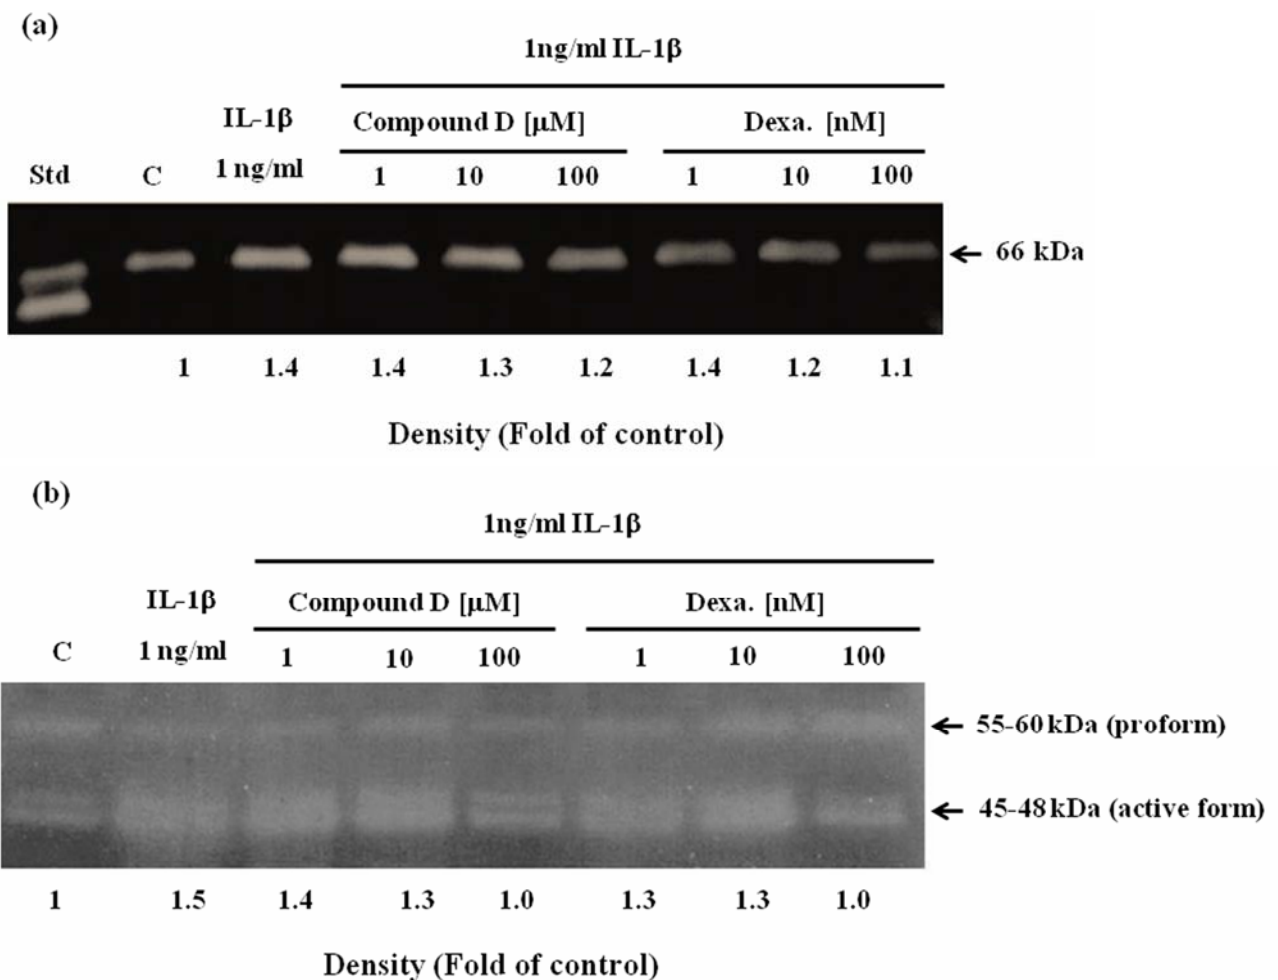 (a)
1ng/ml IL-1β
IL-1β
Compound D [μM]
Dexa. [nM]
Std
C
1 ng/ml
1
10
100
1
10
100
← 66 kDa
1
1.4
1.4
1.3
1.2
1.4
1.2
1.1
Density (Fold of control)
(b)
1ng/ml IL-1β
IL-1β
Compound D [μM]
Dexa. [nM]
C
1 ng/ml
1
10
100
1
10
100
← 55-60 kDa (proform)
← 45-48 kDa (active form)
1
1.5
1.4
1.3
1.0
1.3
1.3
1.0
Density (Fold of control)